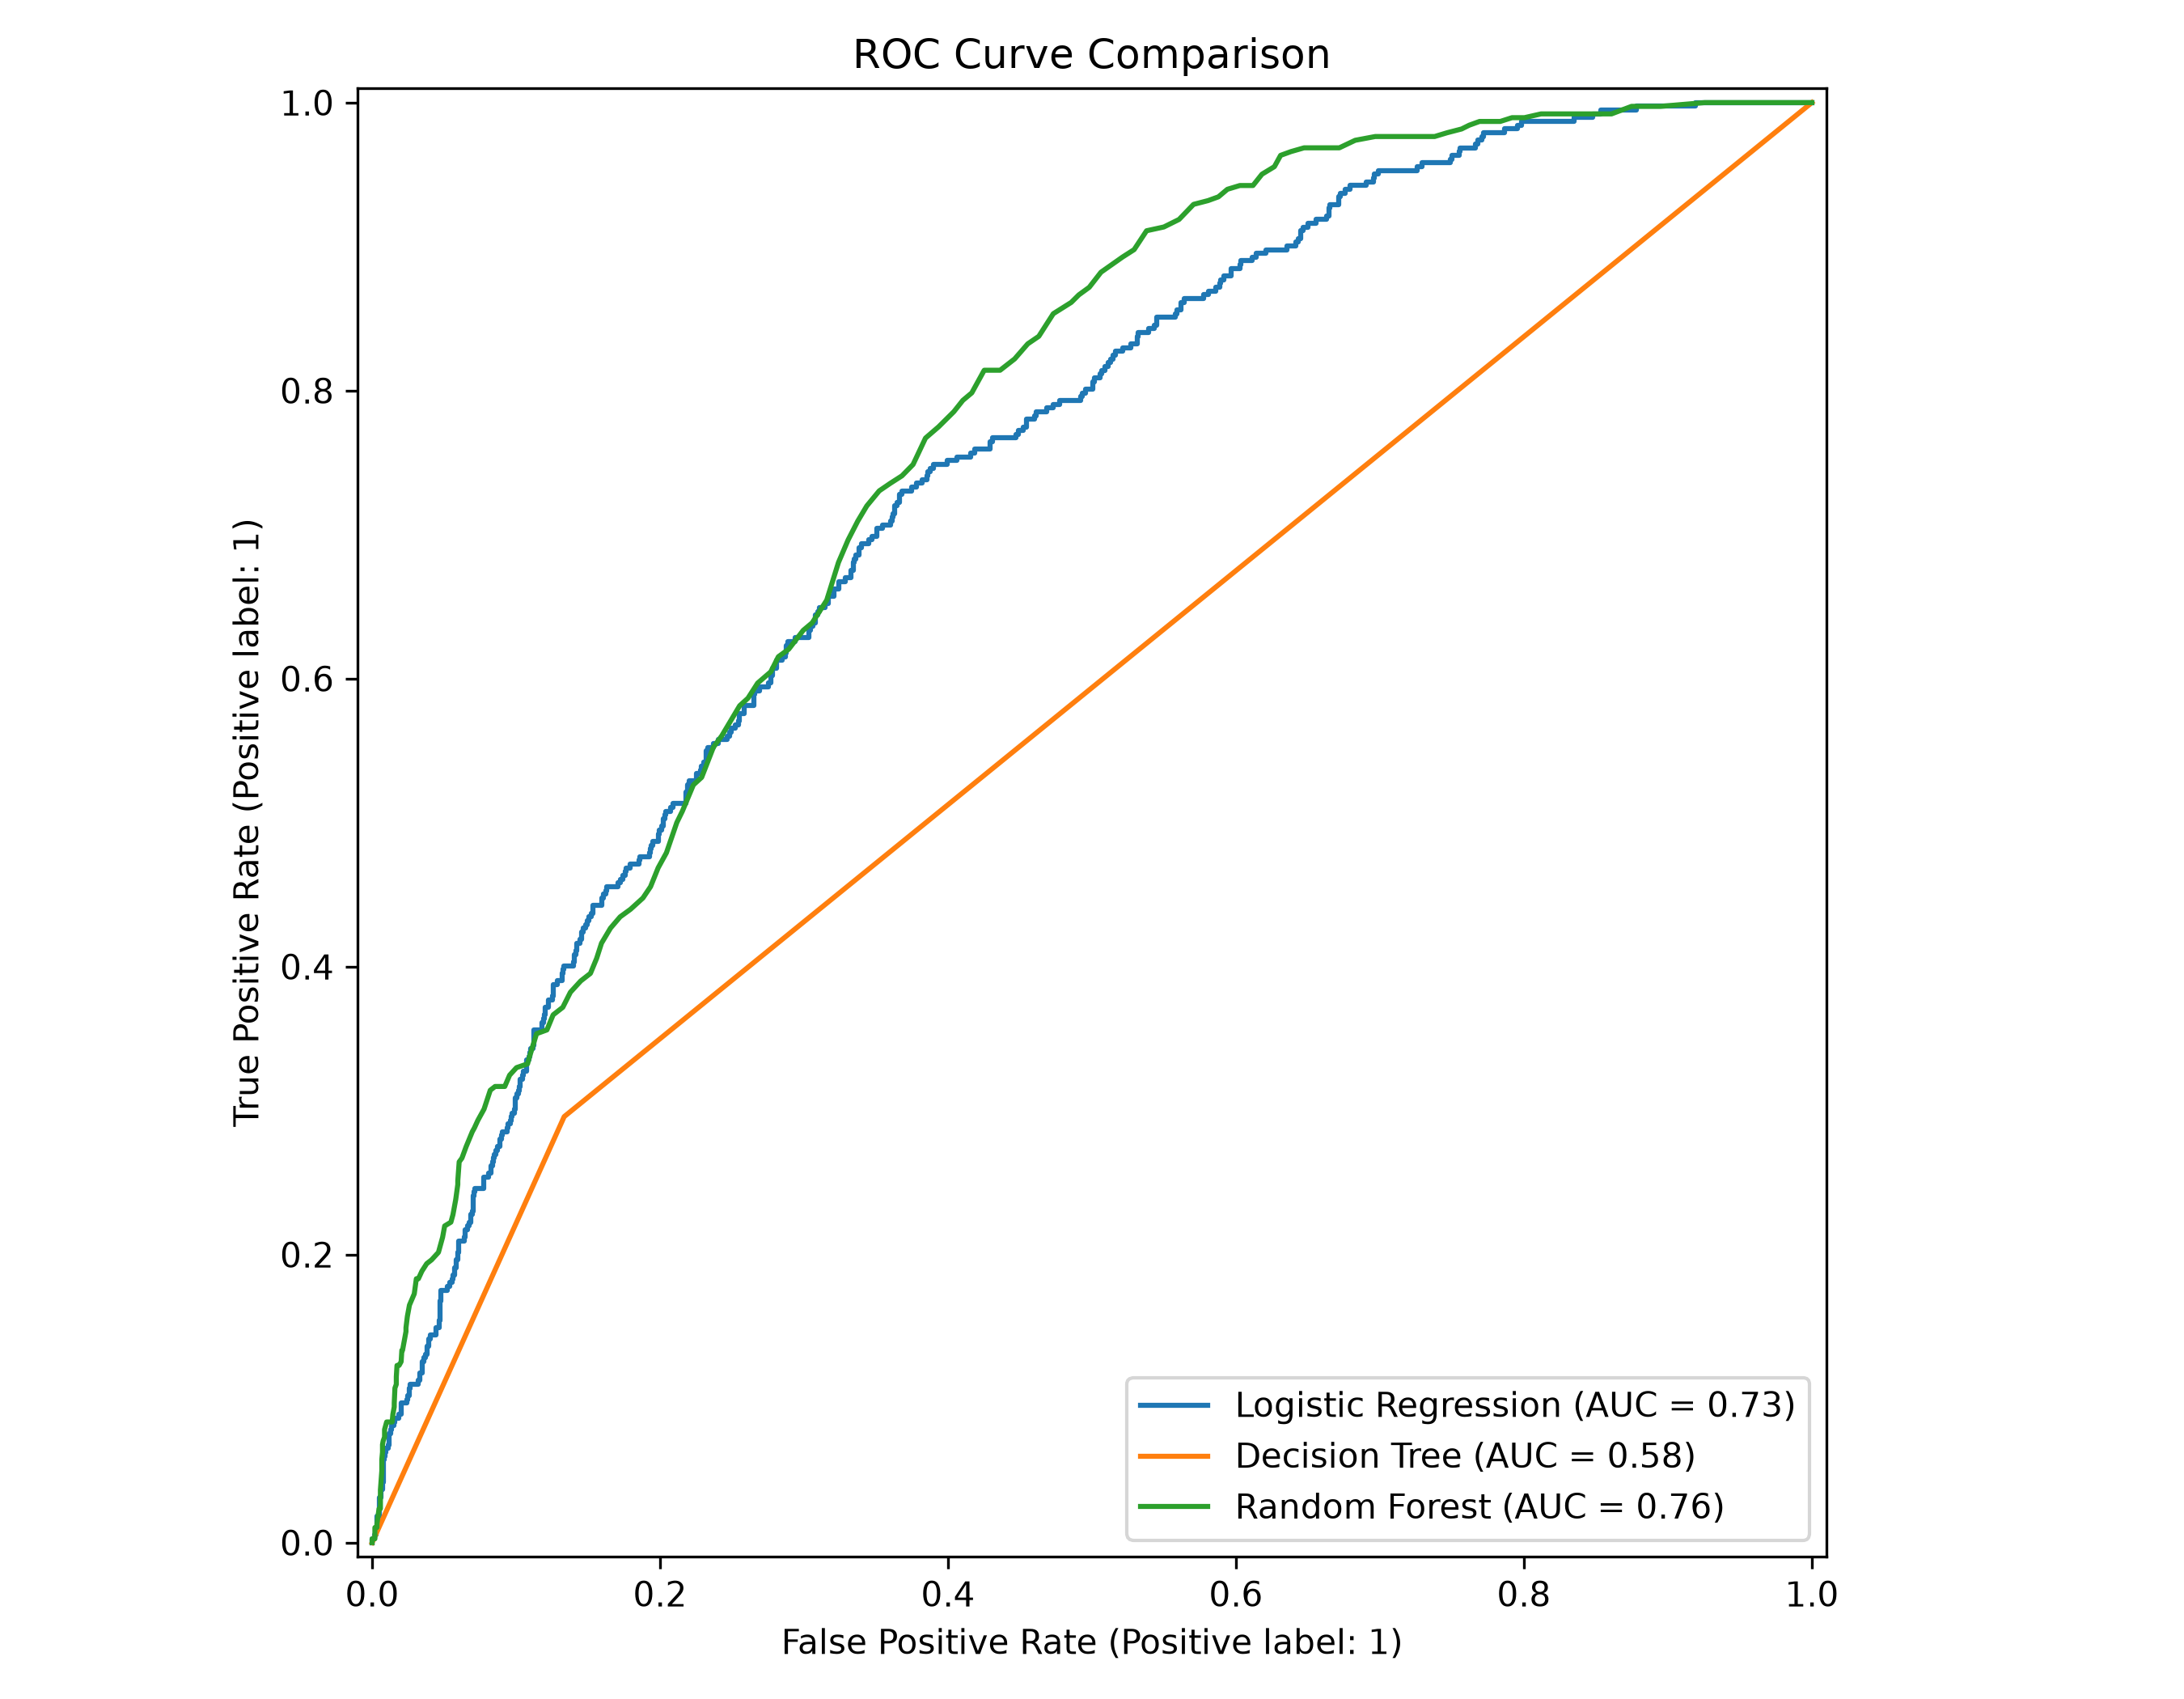 ROC Curve Comparison
1.0
0.8
0.6
0.4
0.2
0.0
True Positive Rate (Positive label: 1)
Logistic Regression (AUC = 0.73)
Decision Tree (AUC = 0.58)
Random Forest (AUC = 0.76)
0.0 0.2 0.4 0.6 0.8 1.0
False Positive Rate (Positive label: 1)